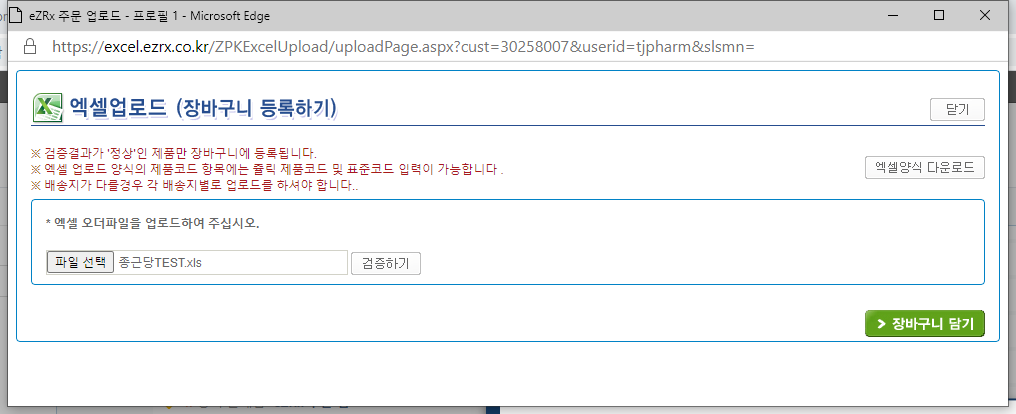 eZRx 주문 업로드 - 프로필 1 - Microsoft Edge
https://excel.ezrx.co.kr/ZPKExcelUpload/uploadPage.aspx?cust=30258007&userid=tjpharm&slsmn=
엑셀업로드 (장바구니 등록하기)
닫기
※ 검증결과가 '정상'인 제품만 장바구니에 등록됩니다.
※ 엑셀 업로드 양식의 제품코드 항목에는 쥴릭 제품코드 및 표준코드 입력이 가능합니다 .
※ 배송지가 다를경우 각 배송지별로 업로드를 하셔야 합니다..
엑셀양식 다운로드
* 엑셀 오더파일을 업로드하여 주십시오.
파일 선택 종근당TEST.xls 검증하기
> 장바구니 담기